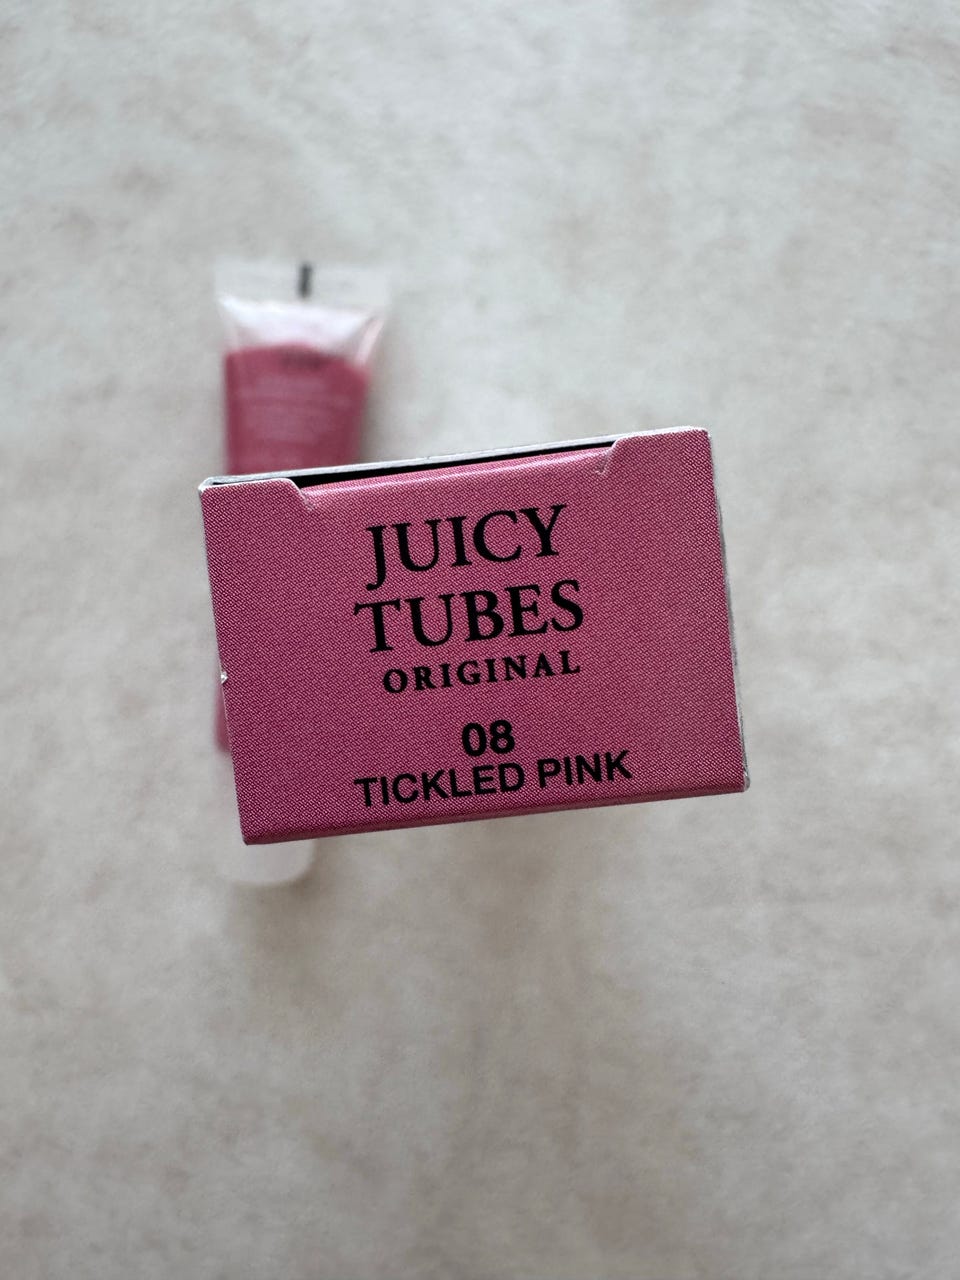 JUICY
TUBES
ORIGINAL
08
TICKLED PINK